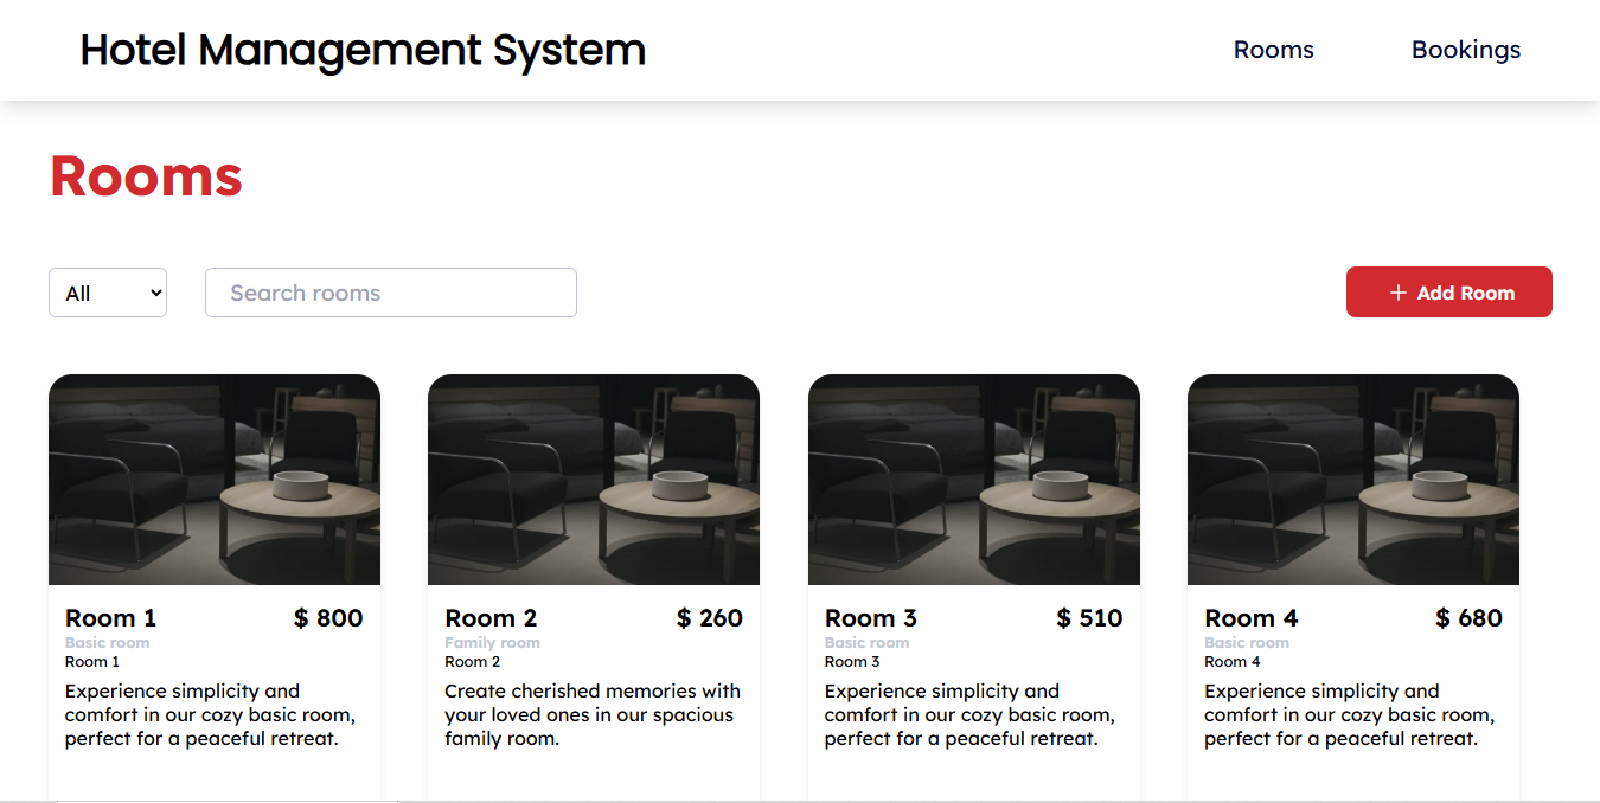 Hotel Management System
Rooms
Bookings
Rooms
All
Search rooms
+ Add Room
Room 1
$ 800
Basic room
Room 1
Experience simplicity and
comfort in our cozy basic room,
perfect for a peaceful retreat.
Room 2
$ 260
Family room
Room 2
Create cherished memories with
your loved ones in our spacious
family room.
Room 3
$ 510
Basic room
Room 3
Experience simplicity and
comfort in our cozy basic room,
perfect for a peaceful retreat.
Room 4
$ 680
Basic room
Room 4
Experience simplicity and
comfort in our cozy basic room,
perfect for a peaceful retreat.